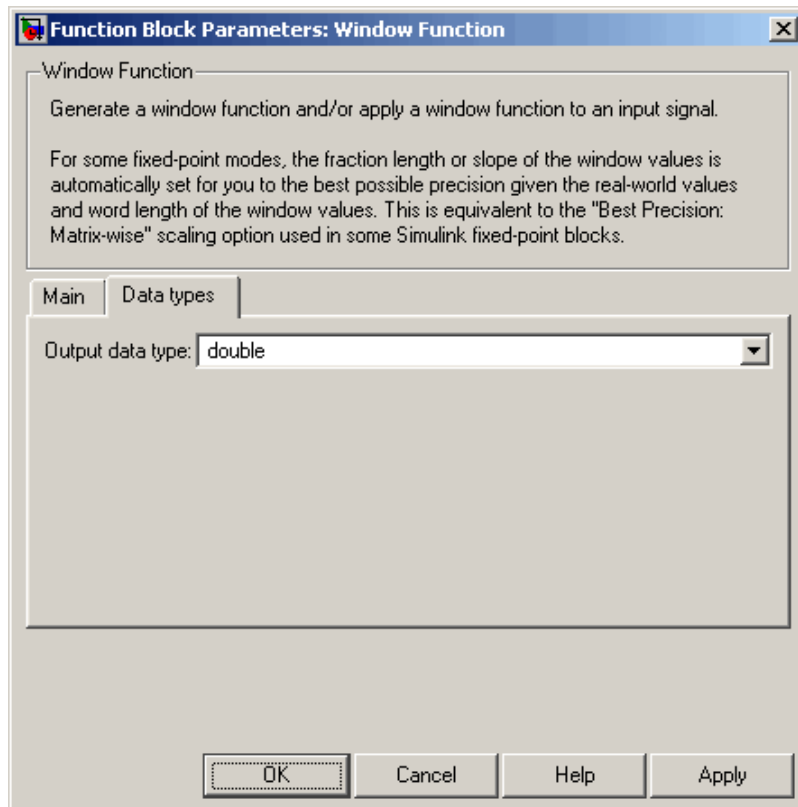 Function Block Parameters: Window Function
Window Function
Generate a window function and/or apply a window function to an input signal.
For some fixed-point modes, the fraction length or slope of the window values is
automatically set for you to the best possible precision given the real-world values
and word length of the window values. This is equivalent to the "Best Precision:
Matrix-wise" scaling option used in some Simulink fixed-point blocks.
Main Data types
Output data type: double
OK Cancel Help Apply